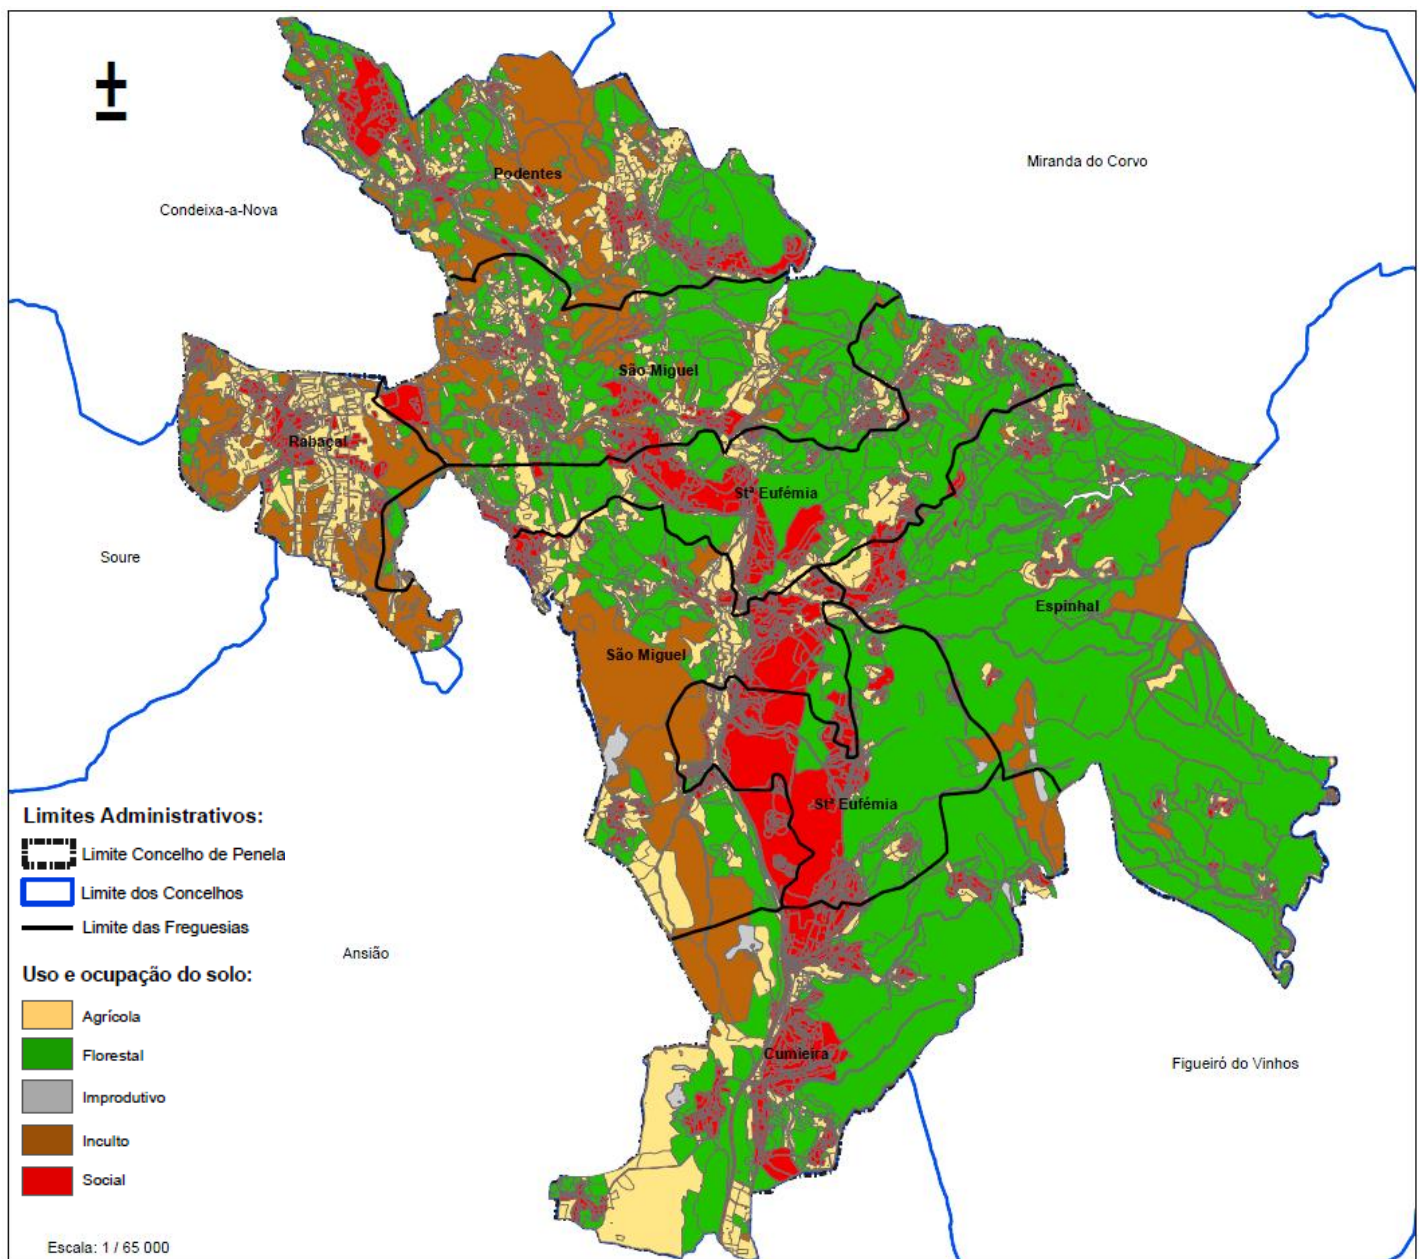 Podentes
Miranda do Corvo
Condeixa-a-Nova
São Miguel
Rabaçal
Stª Eufémia
Soure
Espinhal
São Miguel
Stª Eufémia
Limites Administrativos:
Limite Concelho de Penela
Limite dos Concelhos
Limite das Freguesias
Ansião
Uso e ocupação do solo:
Agrícola
Florestal
Cumieira
Figueiró do Vinhos
Improdutivo
Inculto
Social
Escala: 1 / 65 000